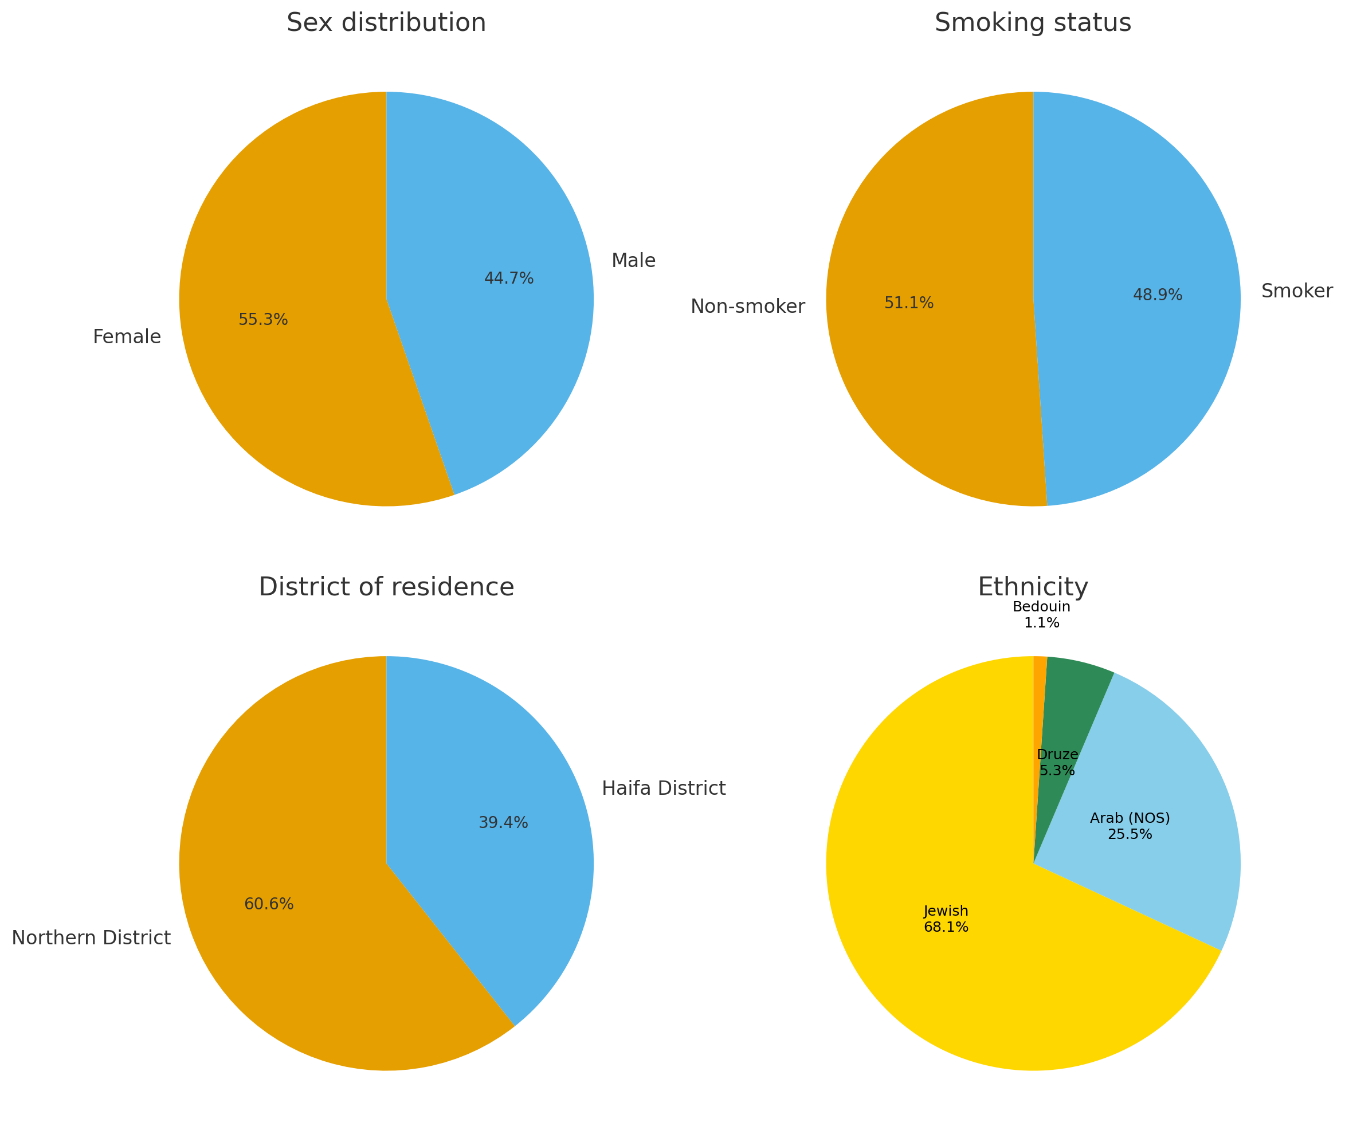 Sex distribution
Male
44.7%
55.3%
Female
Smoking status
Smoker
48.9%
51.1%
Non-smoker
District of residence
Haifa District
39.4%
60.6%
Northern District
Ethnicity
Bedouin
1.1%
Druze
5.3%
Arab (NOS)
25.5%
Jewish
68.1%